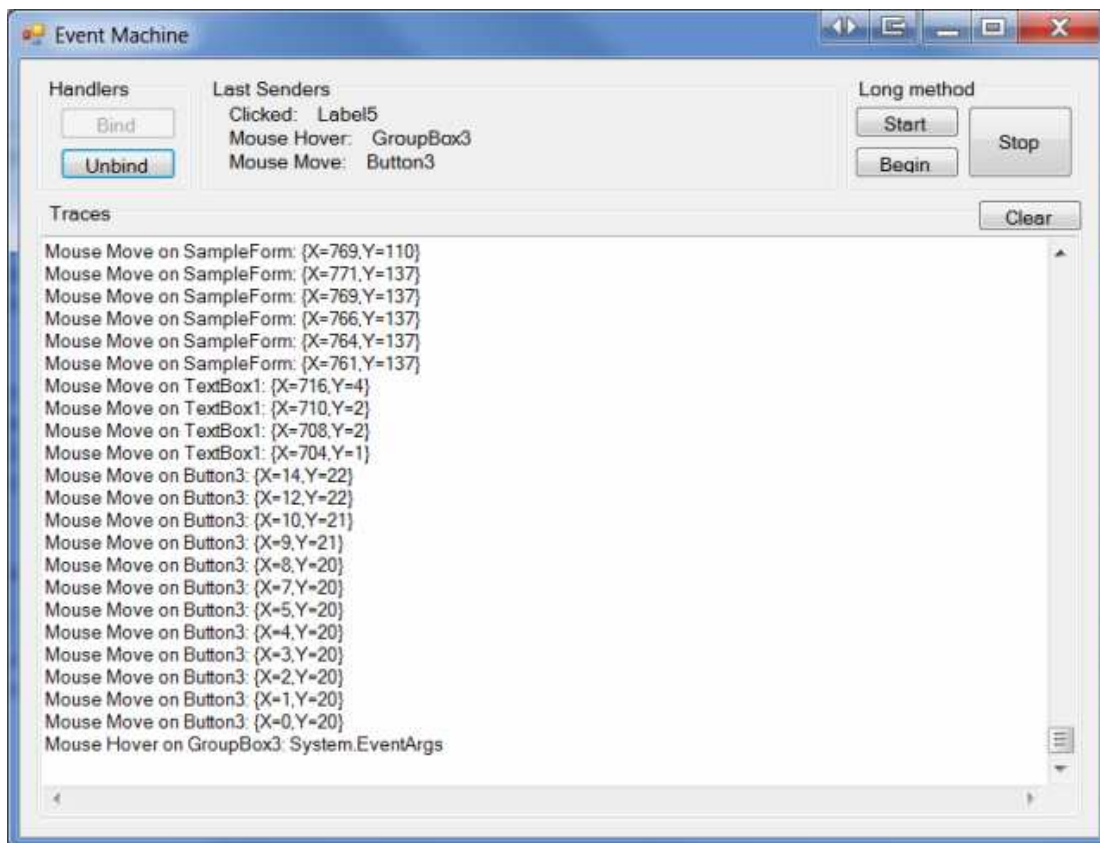 Event Machine
Handlers
Bind
Unbind
Last Senders
Clicked: Label5
Mouse Hover: GroupBox3
Mouse Move: Button3
Long method
Start
Begin
Stop
Traces
Clear
Mouse Move on SampleForm: {X=769,Y=110}
Mouse Move on SampleForm: {X=771,Y=137}
Mouse Move on SampleForm: {X=769,Y=137}
Mouse Move on SampleForm: {X=766,Y=137}
Mouse Move on SampleForm: {X=764,Y=137}
Mouse Move on SampleForm: {X=761,Y=137}
Mouse Move on TextBox1: {X=716,Y=4}
Mouse Move on TextBox1: {X=710,Y=2}
Mouse Move on TextBox1: {X=708,Y=2}
Mouse Move on TextBox1: {X=704,Y=1}
Mouse Move on Button3: {X=14,Y=22}
Mouse Move on Button3: {X=12,Y=22}
Mouse Move on Button3: {X=10,Y=21}
Mouse Move on Button3: {X=9,Y=21}
Mouse Move on Button3: {X=8,Y=20}
Mouse Move on Button3: {X=7,Y=20}
Mouse Move on Button3: {X=5,Y=20}
Mouse Move on Button3: {X=4,Y=20}
Mouse Move on Button3: {X=3,Y=20}
Mouse Move on Button3: {X=2,Y=20}
Mouse Move on Button3: {X=1,Y=20}
Mouse Move on Button3: {X=0,Y=20}
Mouse Hover on GroupBox3: System.EventArgs